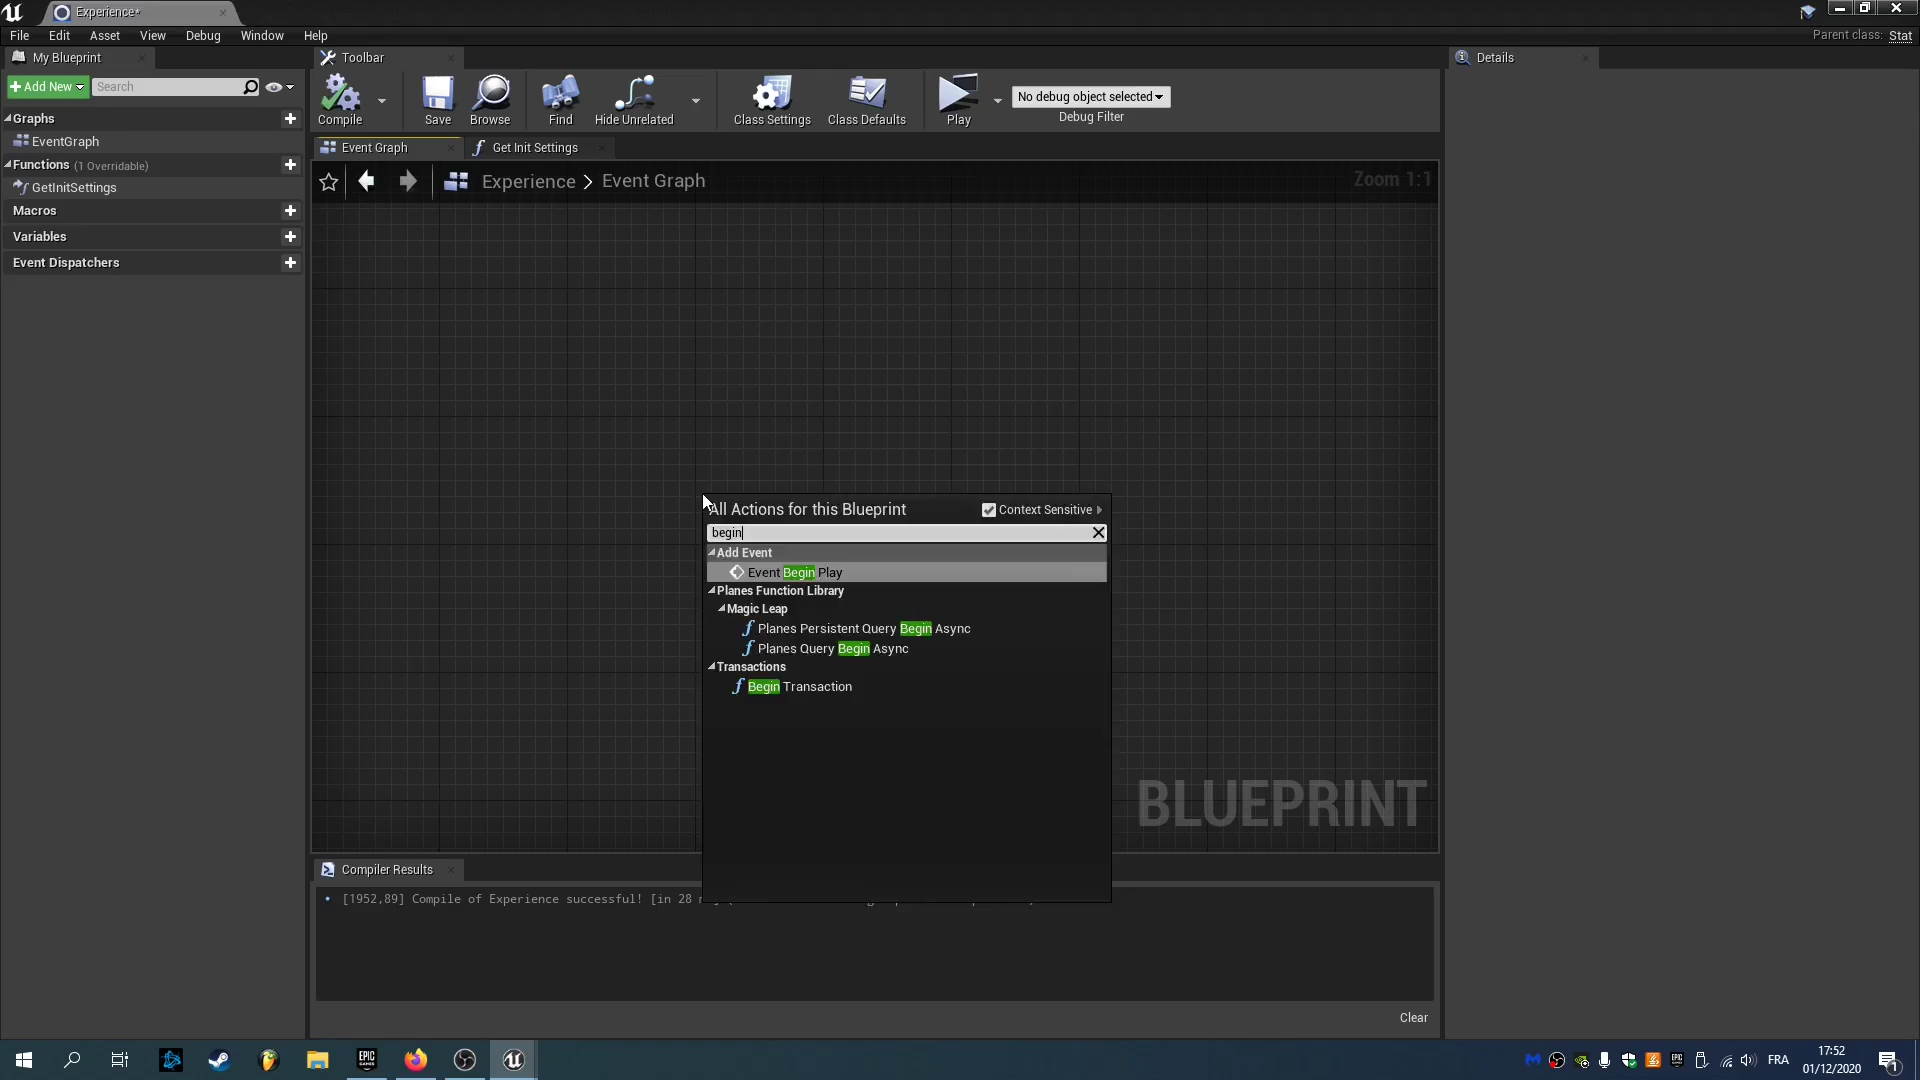 Experience*
File Edit Asset View Debug Window Help
Parent class: Stat
My Blueprint
Toolbar
Details
Add New
Search
Compile
Save
Browse
Find
Hide Unrelated
Class Settings
Class Defaults
Play
No debug object selected
Debug Filter
Graphs
EventGraph
Functions (1 Overridable)
GetInitSettings
Macros
Variables
Event Dispatchers
Event Graph
Get Init Settings
Experience > Event Graph
Zoom 1:1
All Actions for this Blueprint
Context Sensitive
begin
Add Event
Event Begin Play
Planes Function Library
Magic Leap
Planes Persistent Query Begin Async
Planes Query Begin Async
Transactions
Begin Transaction
BLUEPRINT
Compiler Results
[1952,89] Compile of Experience successful! [in 28
Clear
EPIC GAMES
FRA
17:52
01/12/2020
1